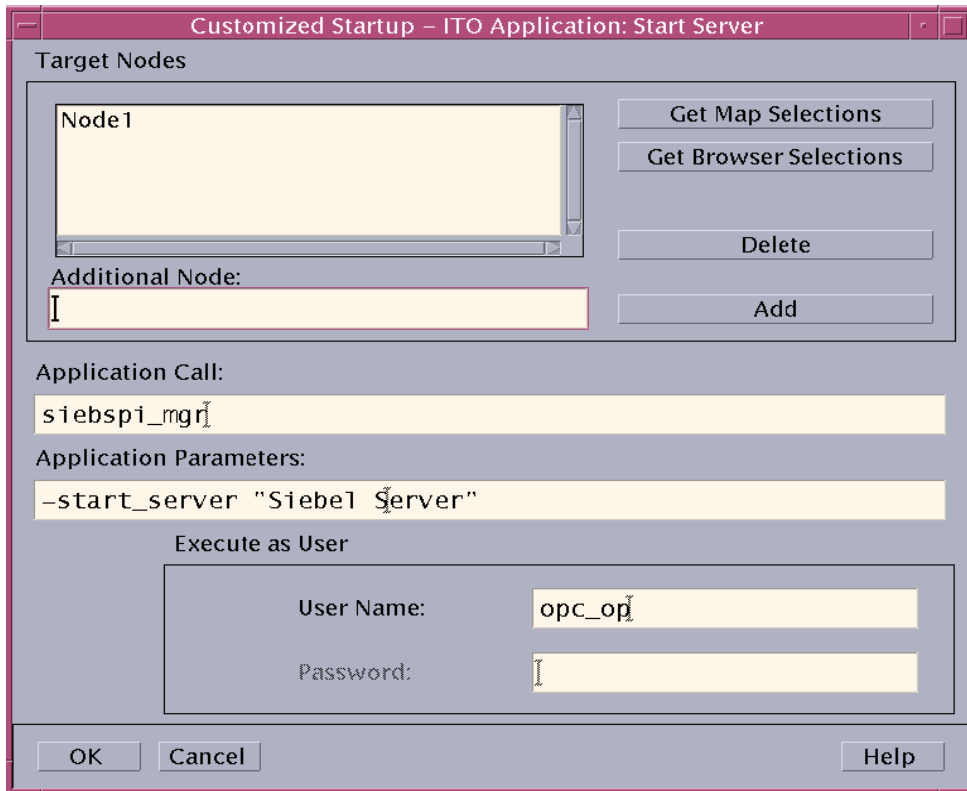 Customized Startup – ITO Application: Start Server
Target Nodes
Node1
Get Map Selections
Get Browser Selections
Delete
Additional Node:
Add
Application Call:
siebspi_mgr
Application Parameters:
–start_server "Siebel Server"
Execute as User
User Name:
opc_op
Password:
OK
Cancel
Help